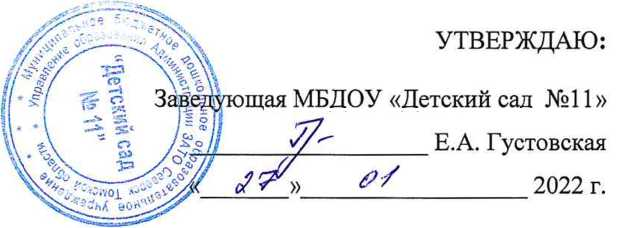 УТВЕРЖДАЮ:
Заведующая МБДОУ «Детский сад №11»
Е.А. Густовская
« 27 » 01 2022 г.
* Муниципальное бюджетное дошкольное образовательное учреждение *
Управление образования Администрации ЗАТО Северск Томской области
"Детский сад
№ 11"